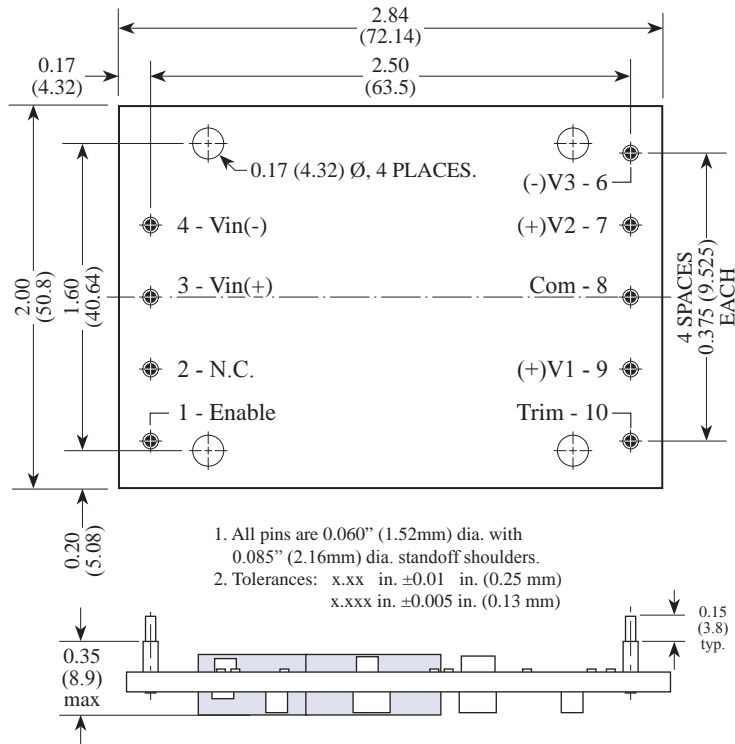 2.84
(72.14)
0.17
(4.32)
2.50
(63.5)
0.17 (4.32) Ø, 4 PLACES.
(-)V3 - 6
4 - Vin(-)
(+)V2 - 7
3 - Vin(+)
Com - 8
2 - N.C.
(+)V1 - 9
1 - Enable
Trim - 10
2.00
(50.8)
1.60
(40.64)
4 SPACES
0.375 (9.525)
EACH
0.20
(5.08)
1. All pins are 0.060” (1.52mm) dia. with
0.085” (2.16mm) dia. standoff shoulders.
2. Tolerances: x.xx in. ±0.01 in. (0.25 mm)
x.xxx in. ±0.005 in. (0.13 mm)
0.35
(8.9)
max
0.15
(3.8)
typ.